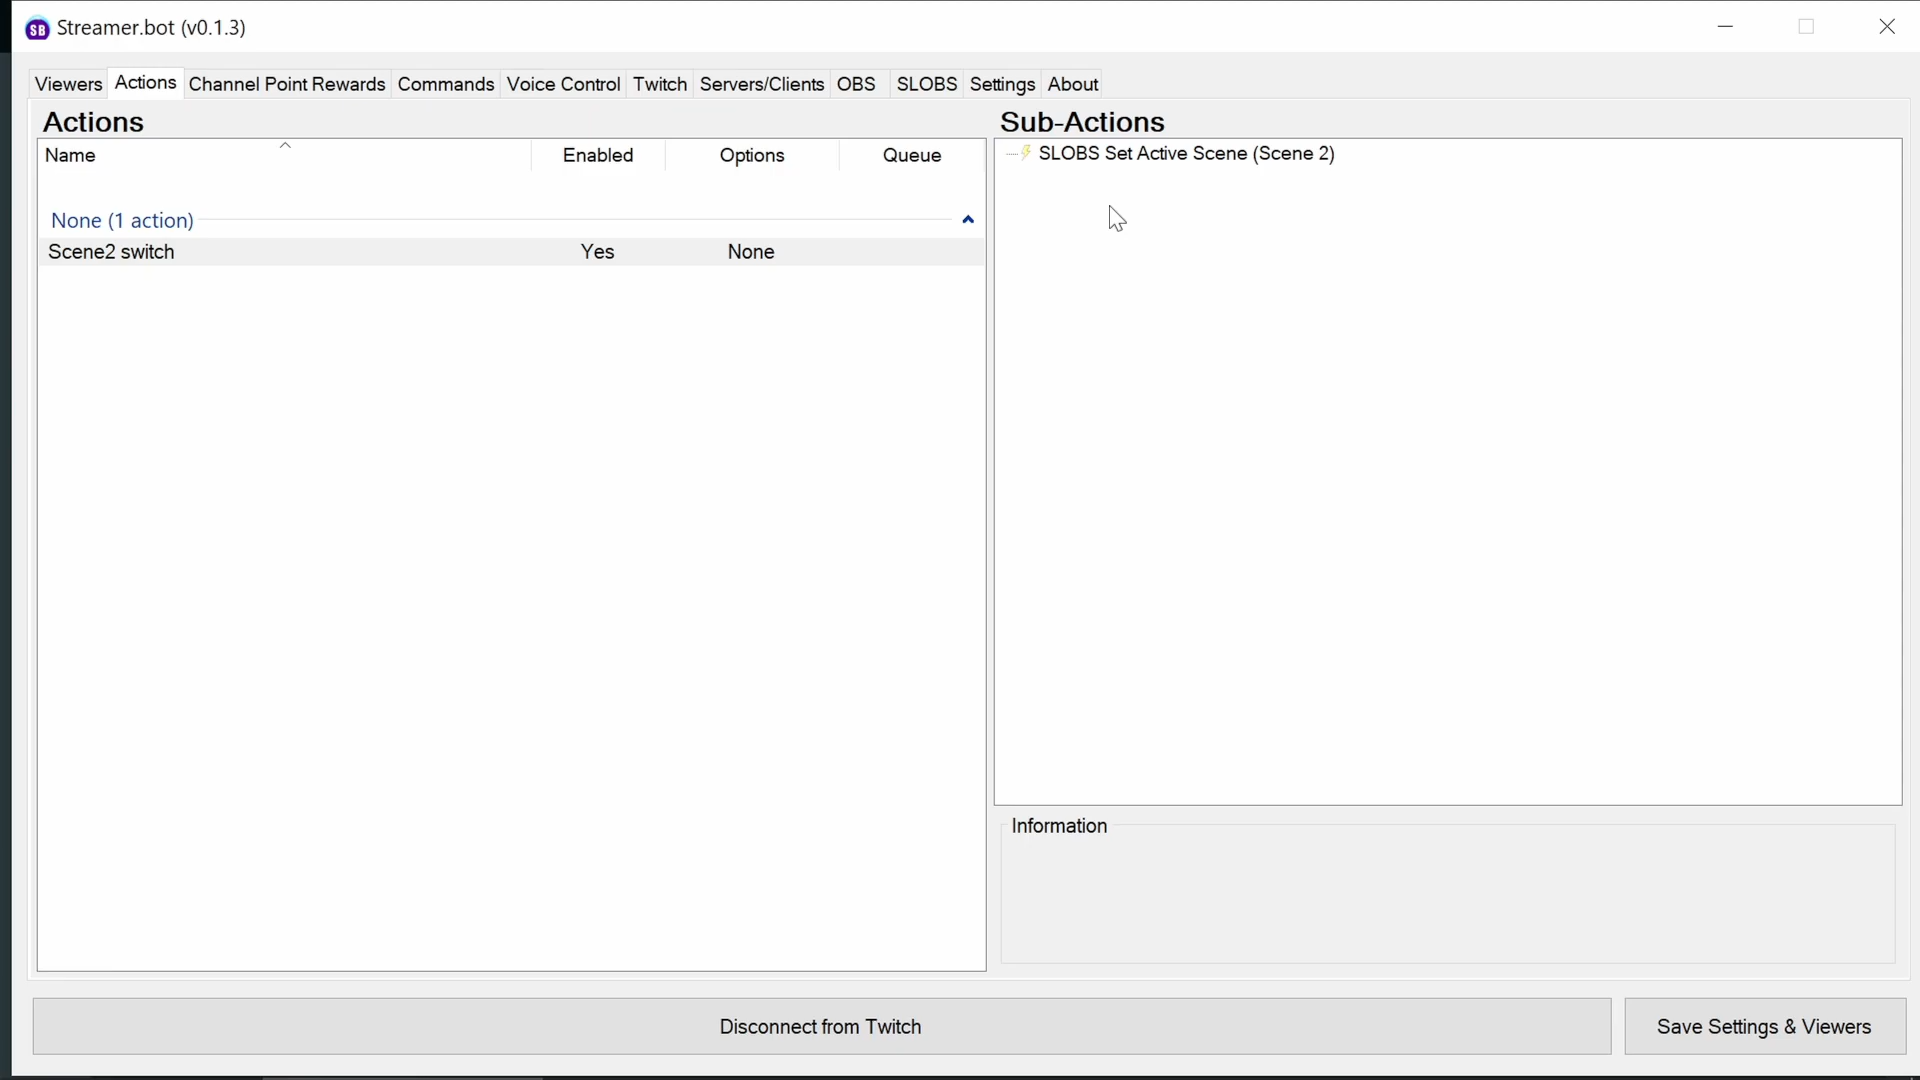 SB Streamer.bot (v0.1.3)
Viewers Actions Channel Point Rewards Commands Voice Control Twitch Servers/Clients OBS SLOBS Settings About
Actions
Name Enabled Options Queue
None (1 action)
Scene2 switch Yes None
Sub-Actions
SLOBS Set Active Scene (Scene 2)
Information
Disconnect from Twitch
Save Settings & Viewers